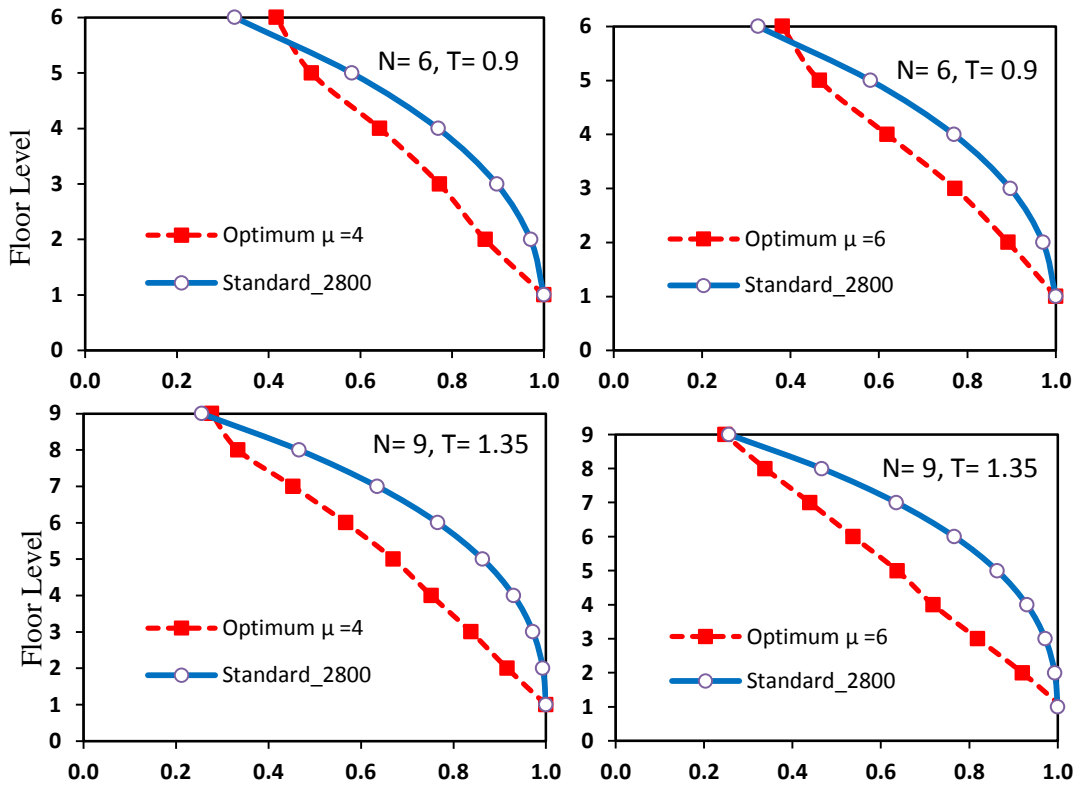 6
5
4
3
2
1
0
Floor Level
N= 6, T= 0.9
Optimum μ =4
Standard_2800
0.0 0.2 0.4 0.6 0.8 1.0
6
5
4
3
2
1
0
N= 6, T= 0.9
Optimum μ =6
Standard_2800
0.0 0.2 0.4 0.6 0.8 1.0
9
8
7
6
5
4
3
2
1
0
Floor Level
N= 9, T= 1.35
Optimum μ =4
Standard_2800
0.0 0.2 0.4 0.6 0.8 1.0
9
8
7
6
5
4
3
2
1
0
N= 9, T= 1.35
Optimum μ =6
Standard_2800
0.0 0.2 0.4 0.6 0.8 1.0